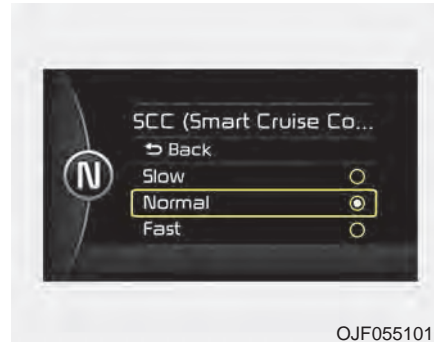 SCC (Smart Cruise Co...
Back
N
Slow
Normal
Fast
OJF055101